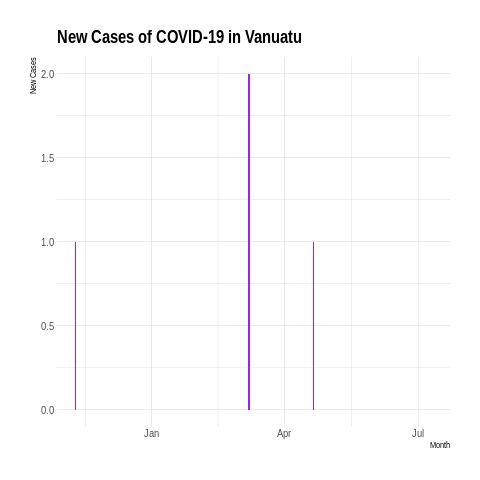 New Cases of COVID-19 in Vanuatu
New Cases
2.0
1.5
1.0
0.5
0.0
Jan
Apr
Jul
Month